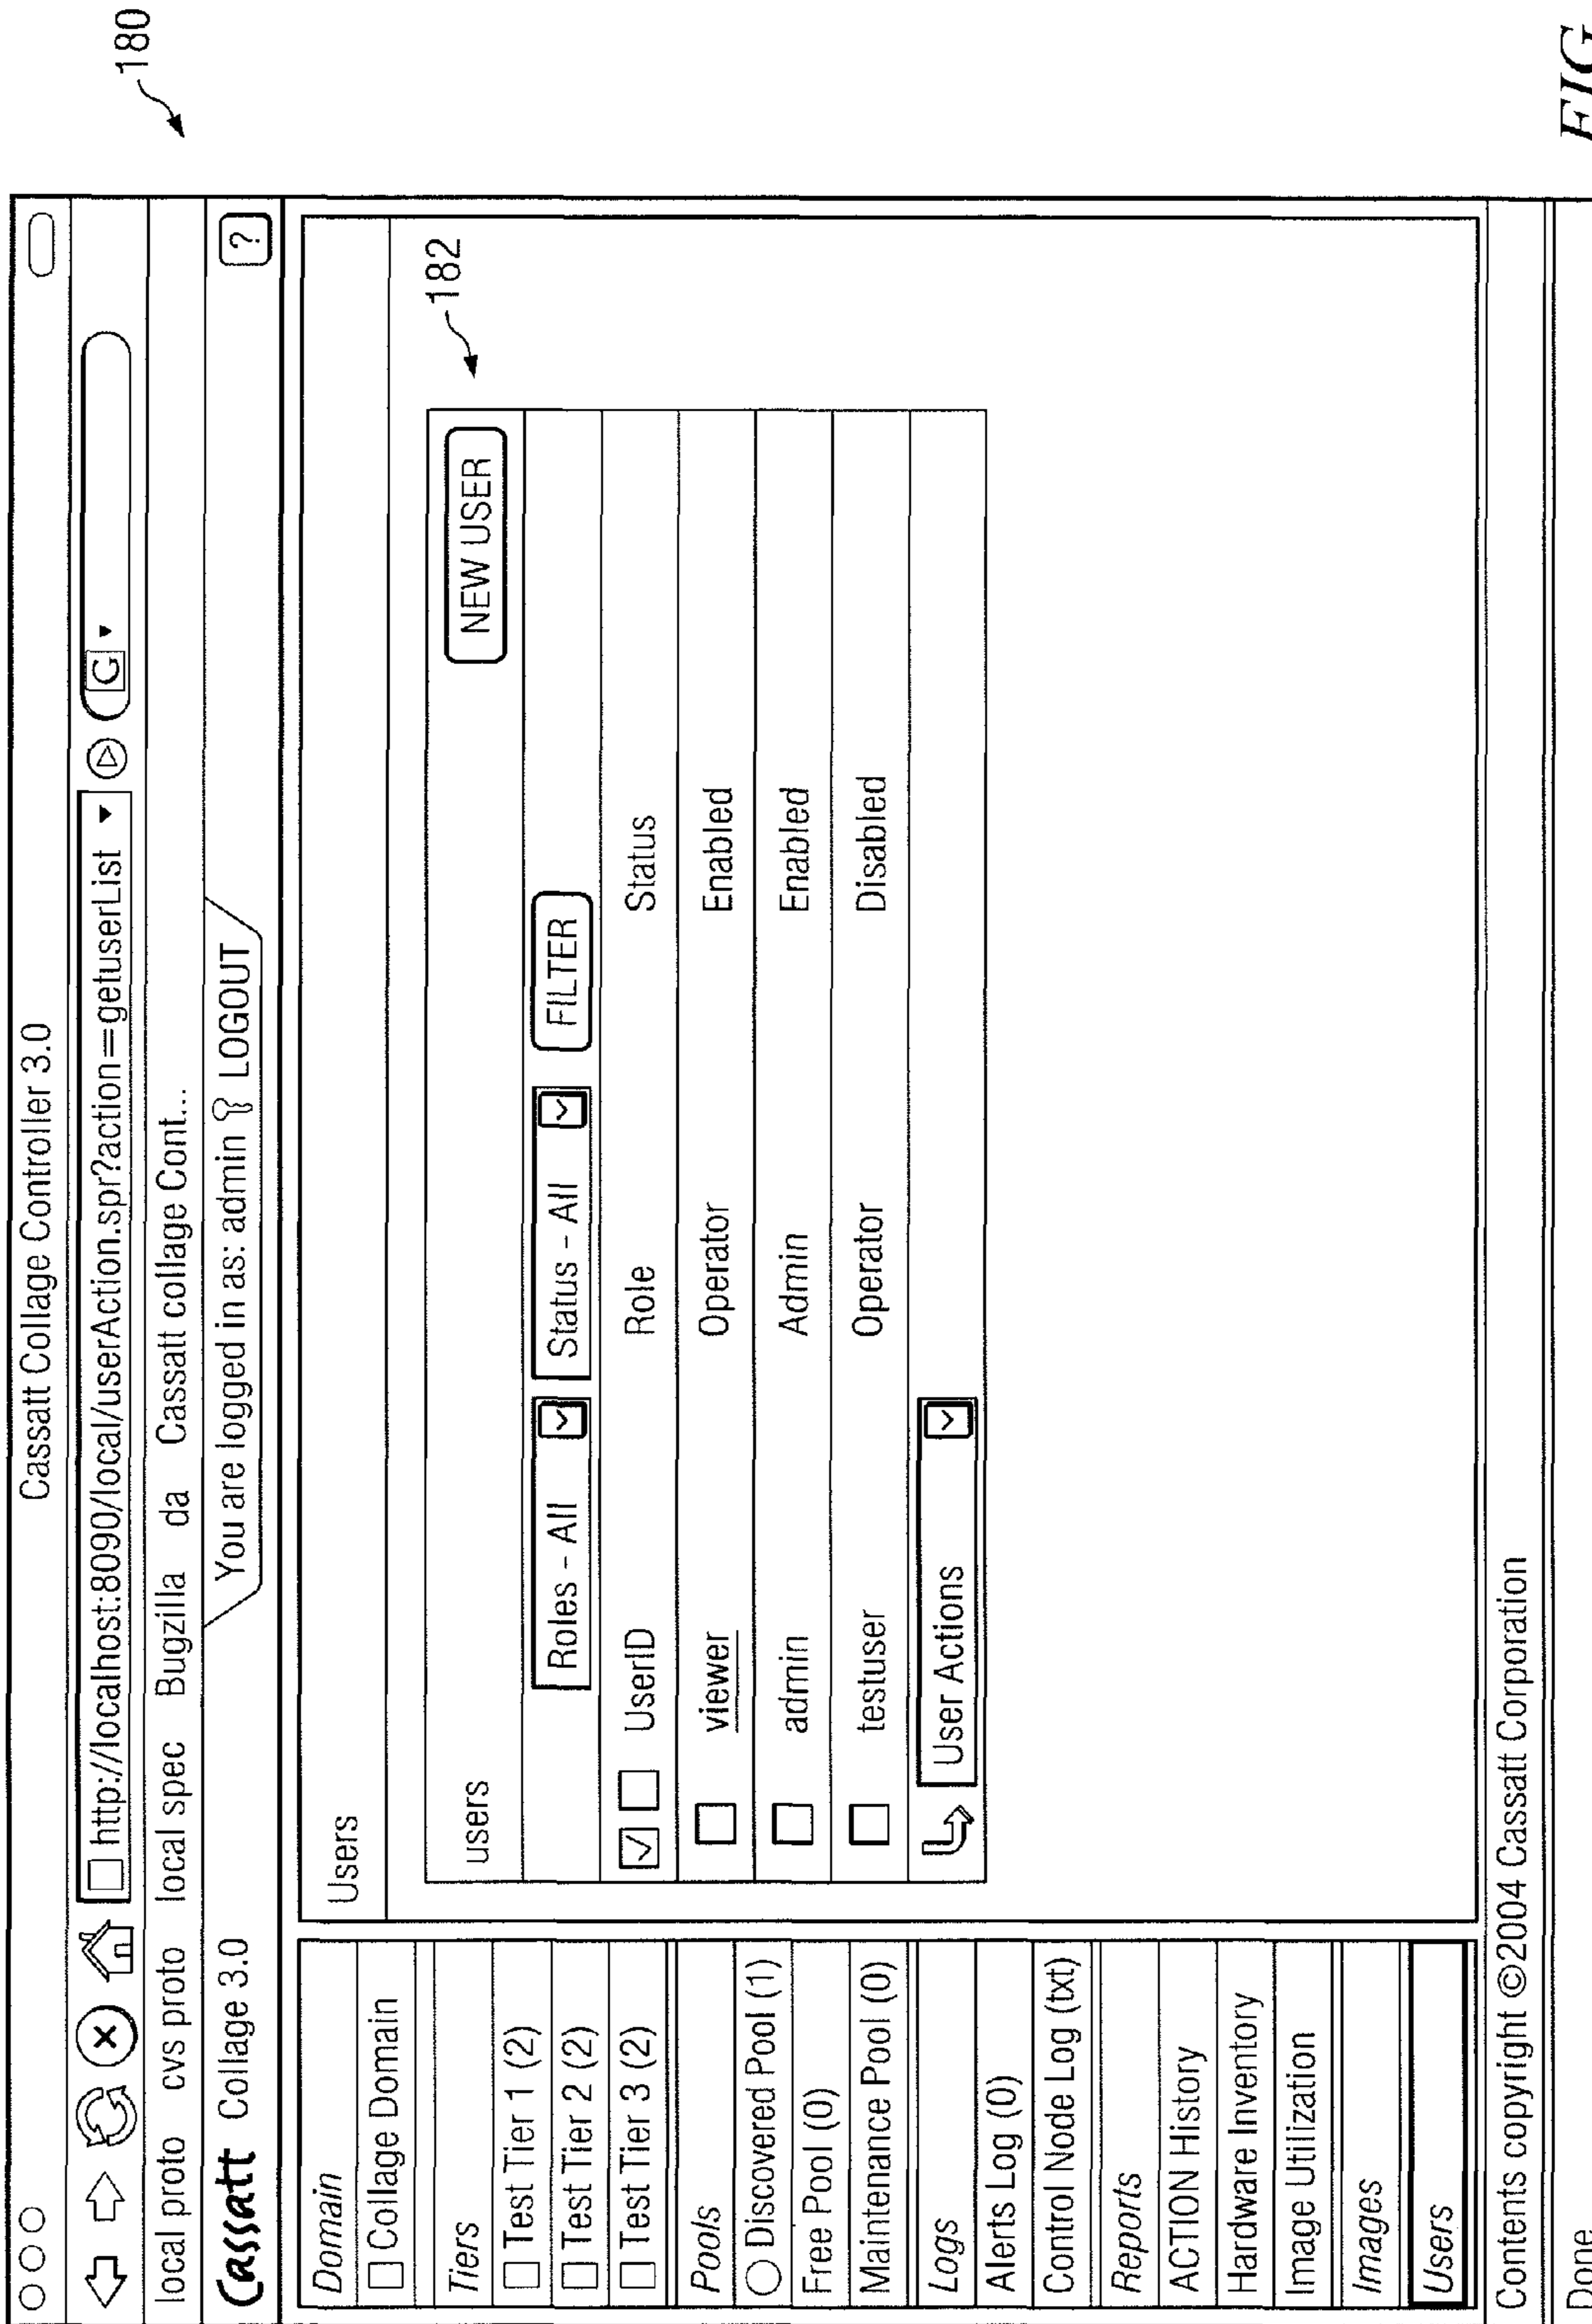 Cassatt Collage Controller 3.0
http://localhost:8090/local/userAction.spr?action=getuserList G
180
local proto cvs proto local spec Bugzilla da Cassatt collage Cont...
Cassatt Collage 3.0 You are logged in as: admin LOGOUT ?
Domain
Collage Domain
Tiers
Test Tier 1 (2)
Test Tier 2 (2)
Test Tier 3 (2)
Pools
Discovered Pool (1)
Free Pool (0)
Maintenance Pool (0)
Logs
Alerts Log (0)
Control Node Log (txt)
Reports
ACTION History
Hardware Inventory
Image Utilization
Images
Users
Users
182
users NEW USER
Roles - All Status - All FILTER
UserID Role Status
viewer Operator Enabled
admin Admin Enabled
testuser Operator Disabled
User Actions
Contents copyright ©2004 Cassatt Corporation
Done
FIG